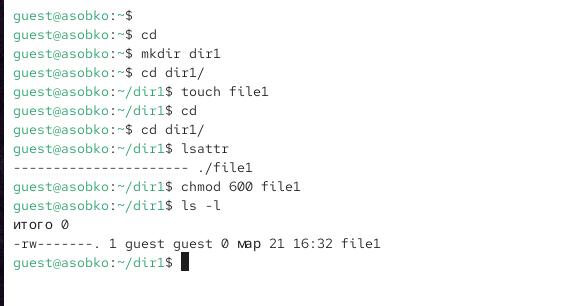 guest@asobko:~$
guest@asobko:~$ cd
guest@asobko:~$ mkdir dir1
guest@asobko:~$ cd dir1/
guest@asobko:~/dir1$ touch file1
guest@asobko:~/dir1$ cd
guest@asobko:~$ cd dir1/
guest@asobko:~/dir1$ lsattr
---------------------- ./file1
guest@asobko:~/dir1$ chmod 600 file1
guest@asobko:~/dir1$ ls -l
итого 0
-rw-------. 1 guest guest 0 мар 21 16:32 file1
guest@asobko:~/dir1$